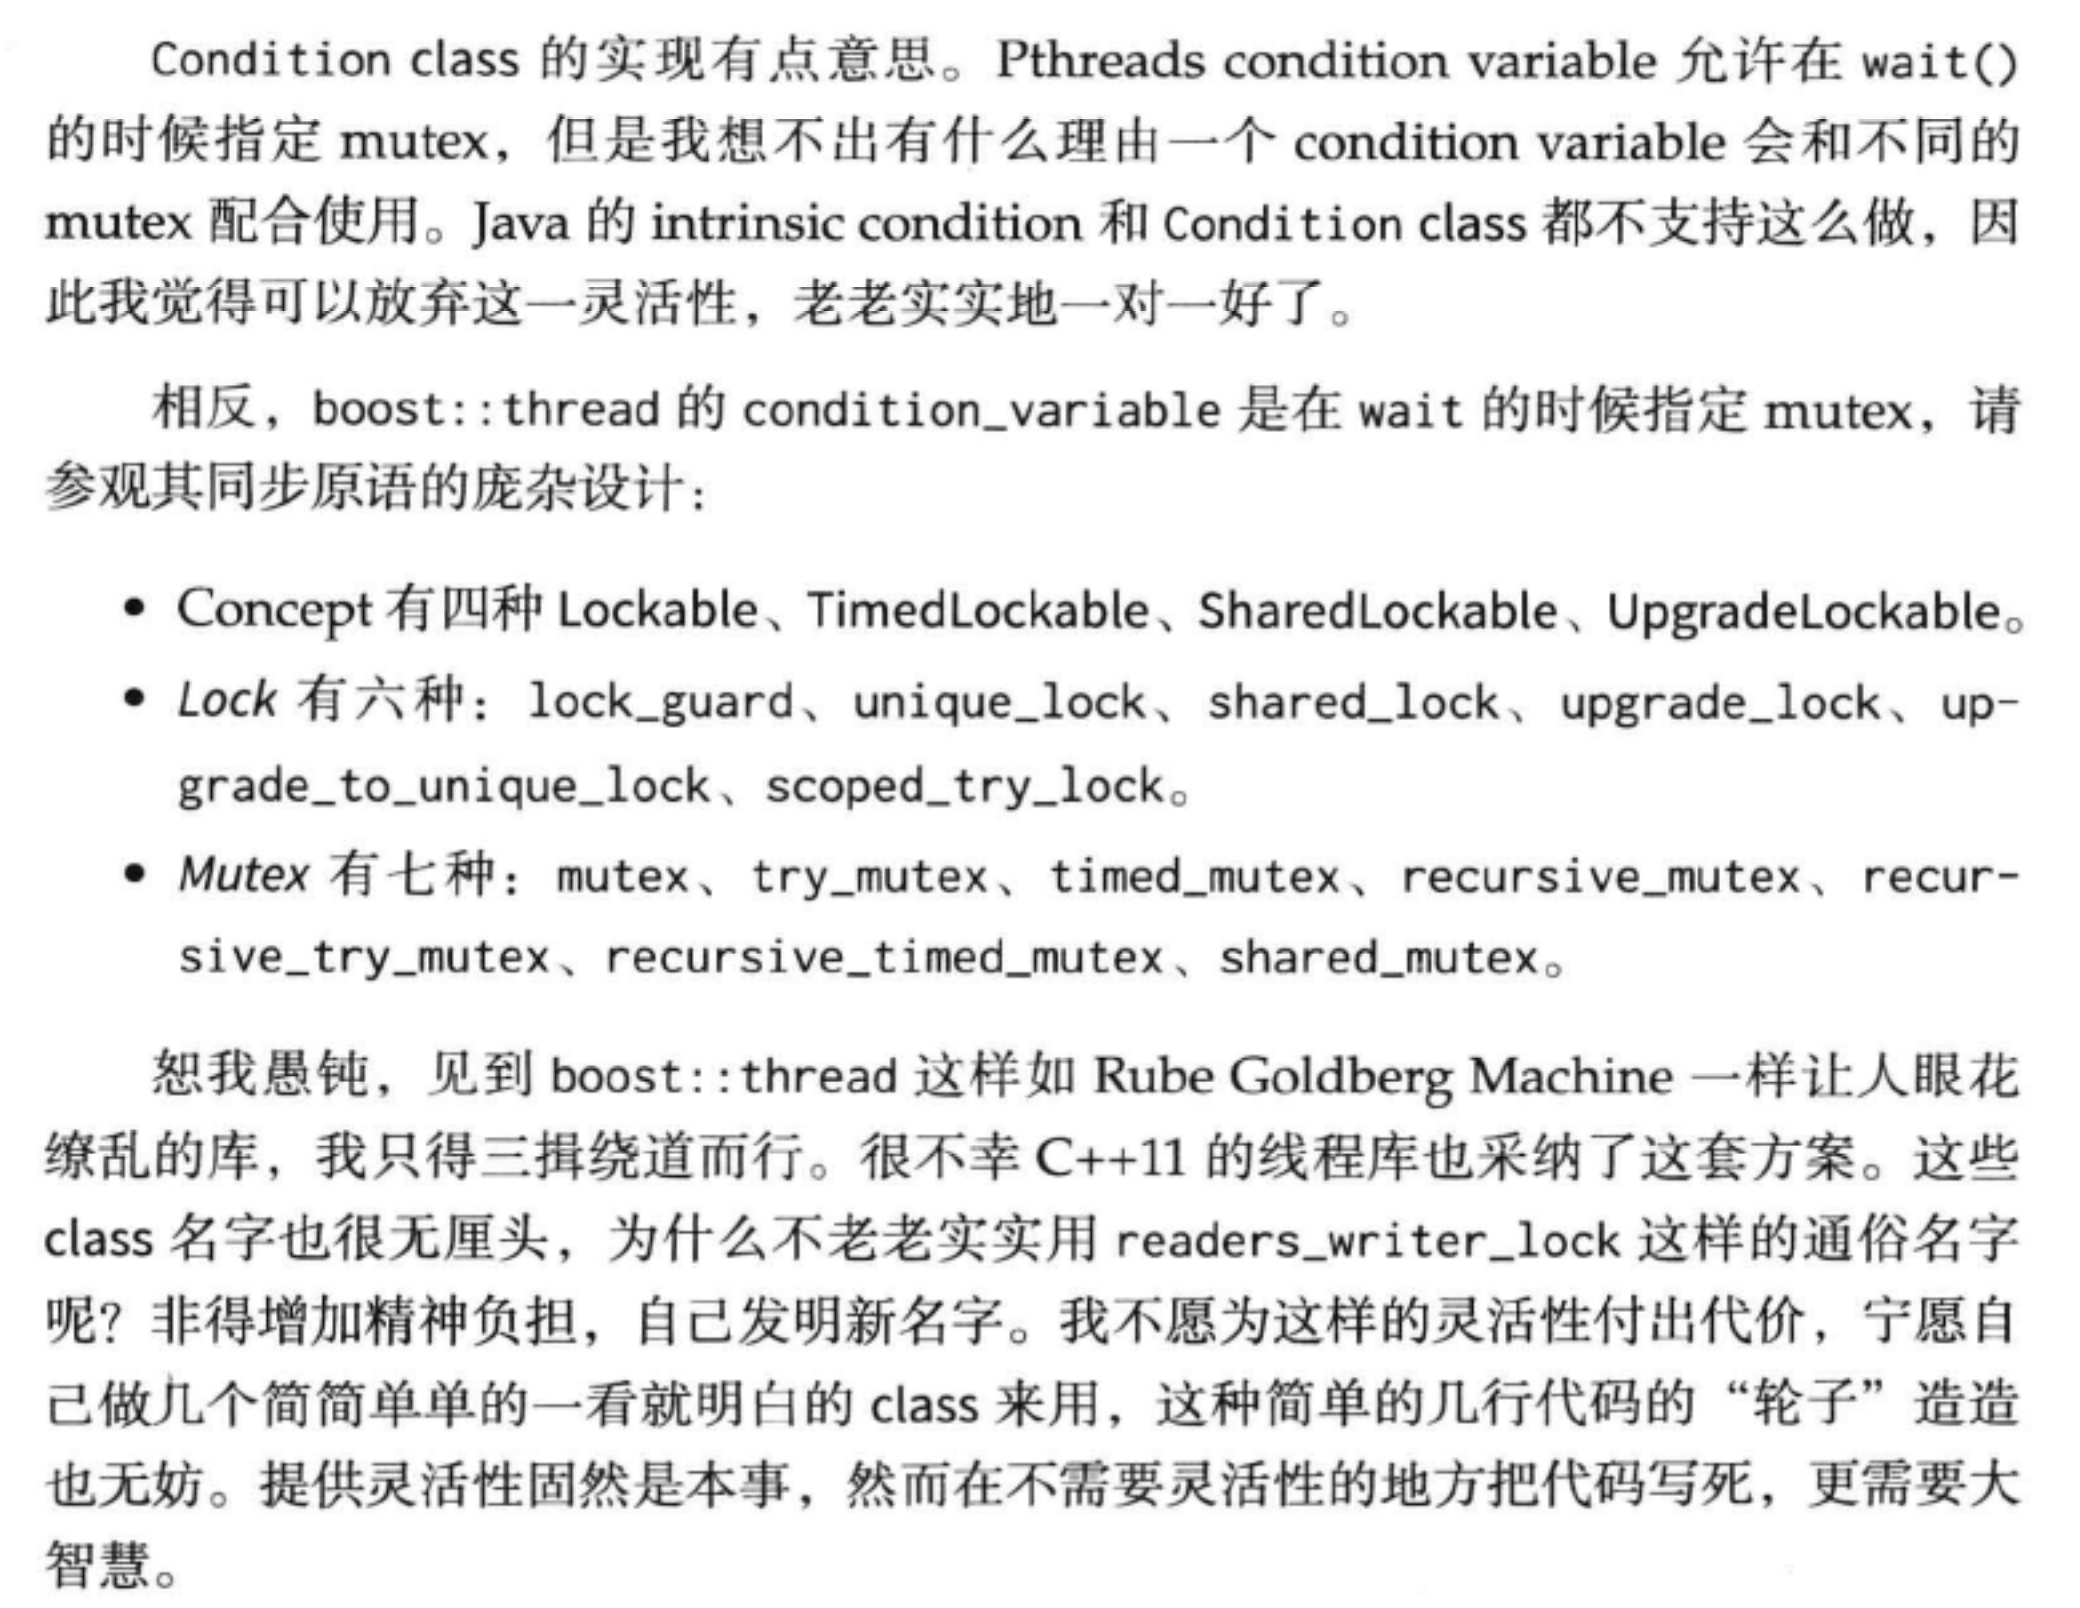 Condition class 的实现有点意思。Pthreads condition variable 允许在 wait()
的时候指定 mutex，但是我想不出有什么理由一个 condition variable 会和不同的
mutex 配合使用。Java 的 intrinsic condition 和 Condition class 都不支持这么做，因
此我觉得可以放弃这一灵活性，老老实实地一对一好了。
相反，boost::thread 的 condition_variable 是在 wait 的时候指定 mutex，请
参观其同步原语的庞杂设计：
• Concept 有四种 Lockable、TimedLockable、SharedLockable、UpgradeLockable。
• Lock 有六种：lock_guard、unique_lock、shared_lock、upgrade_lock、up-
grade_to_unique_lock、scoped_try_lock。
• Mutex 有七种：mutex、try_mutex、timed_mutex、recursive_mutex、recur-
sive_try_mutex、recursive_timed_mutex、shared_mutex。
恕我愚钝，见到 boost::thread 这样如 Rube Goldberg Machine 一样让人眼花
缭乱的库，我只得三揖绕道而行。很不幸 C++11 的线程库也采纳了这套方案。这些
class 名字也很无厘头，为什么不老老实实用 readers_writer_lock 这样的通俗名字
呢？非得增加精神负担，自己发明新名字。我不愿为这样的灵活性付出代价，宁愿自
己做几个简简单单的一看就明白的 class 来用，这种简单的几行代码的“轮子”造造
也无妨。提供灵活性固然是本事，然而在不需要灵活性的地方把代码写死，更需要大
智慧。